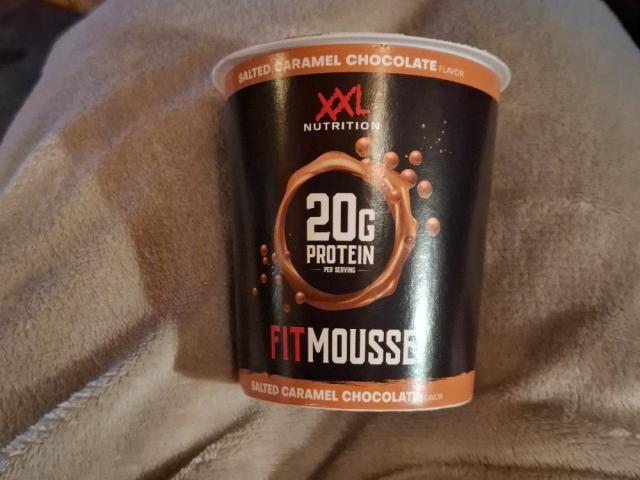 SALTED CARAMEL CHOCOLATE FLAVOR
XXL
NUTRITION
20G
PROTEIN
PER SERVING
FITMOUSSE
SALTED CARAMEL CHOCOLATE FLAVOR